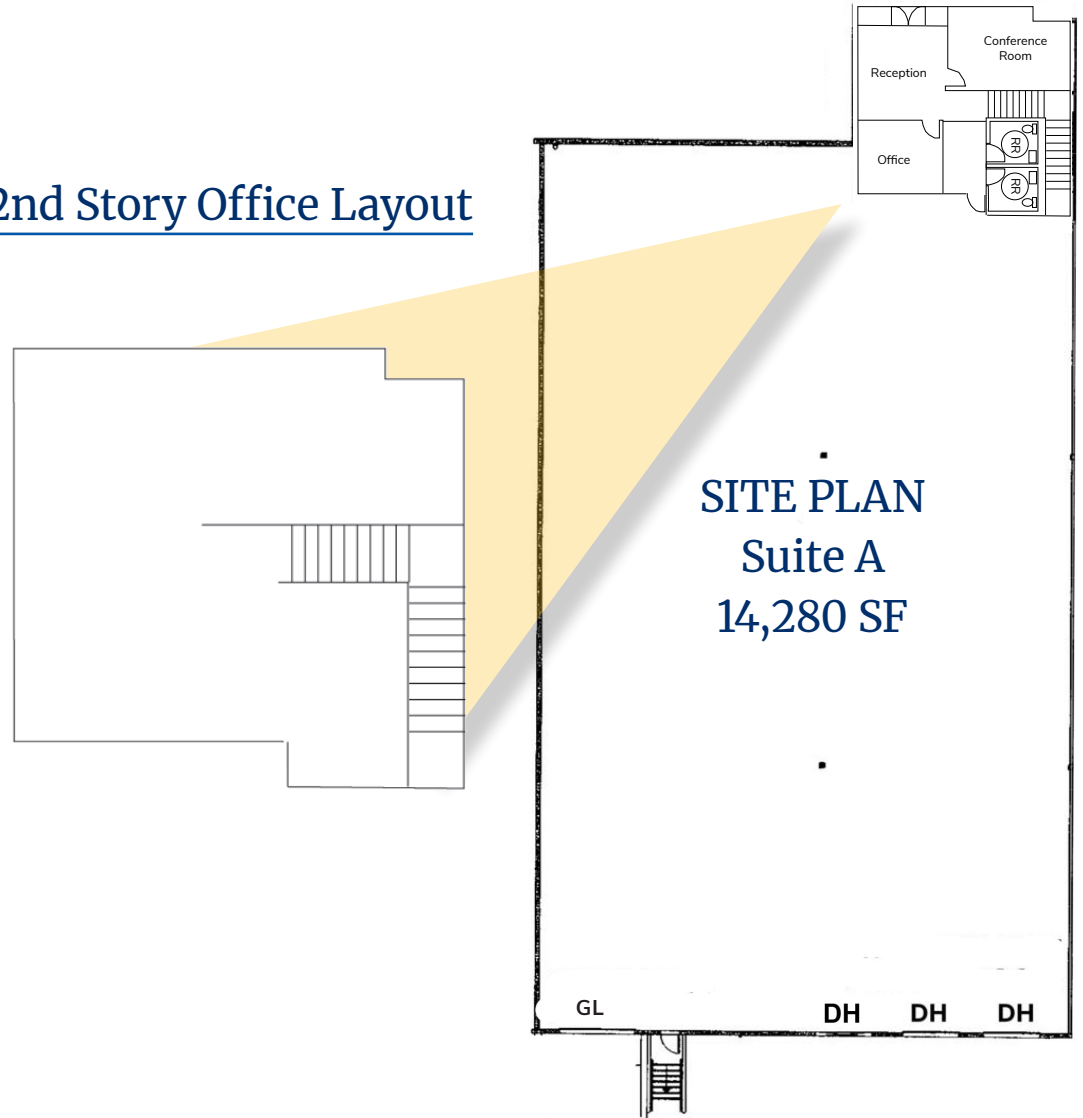 Conference
Room
Reception
Office
RR
RR
2nd Story Office Layout
SITE PLAN
Suite A
14,280 SF
GL
DH
DH
DH